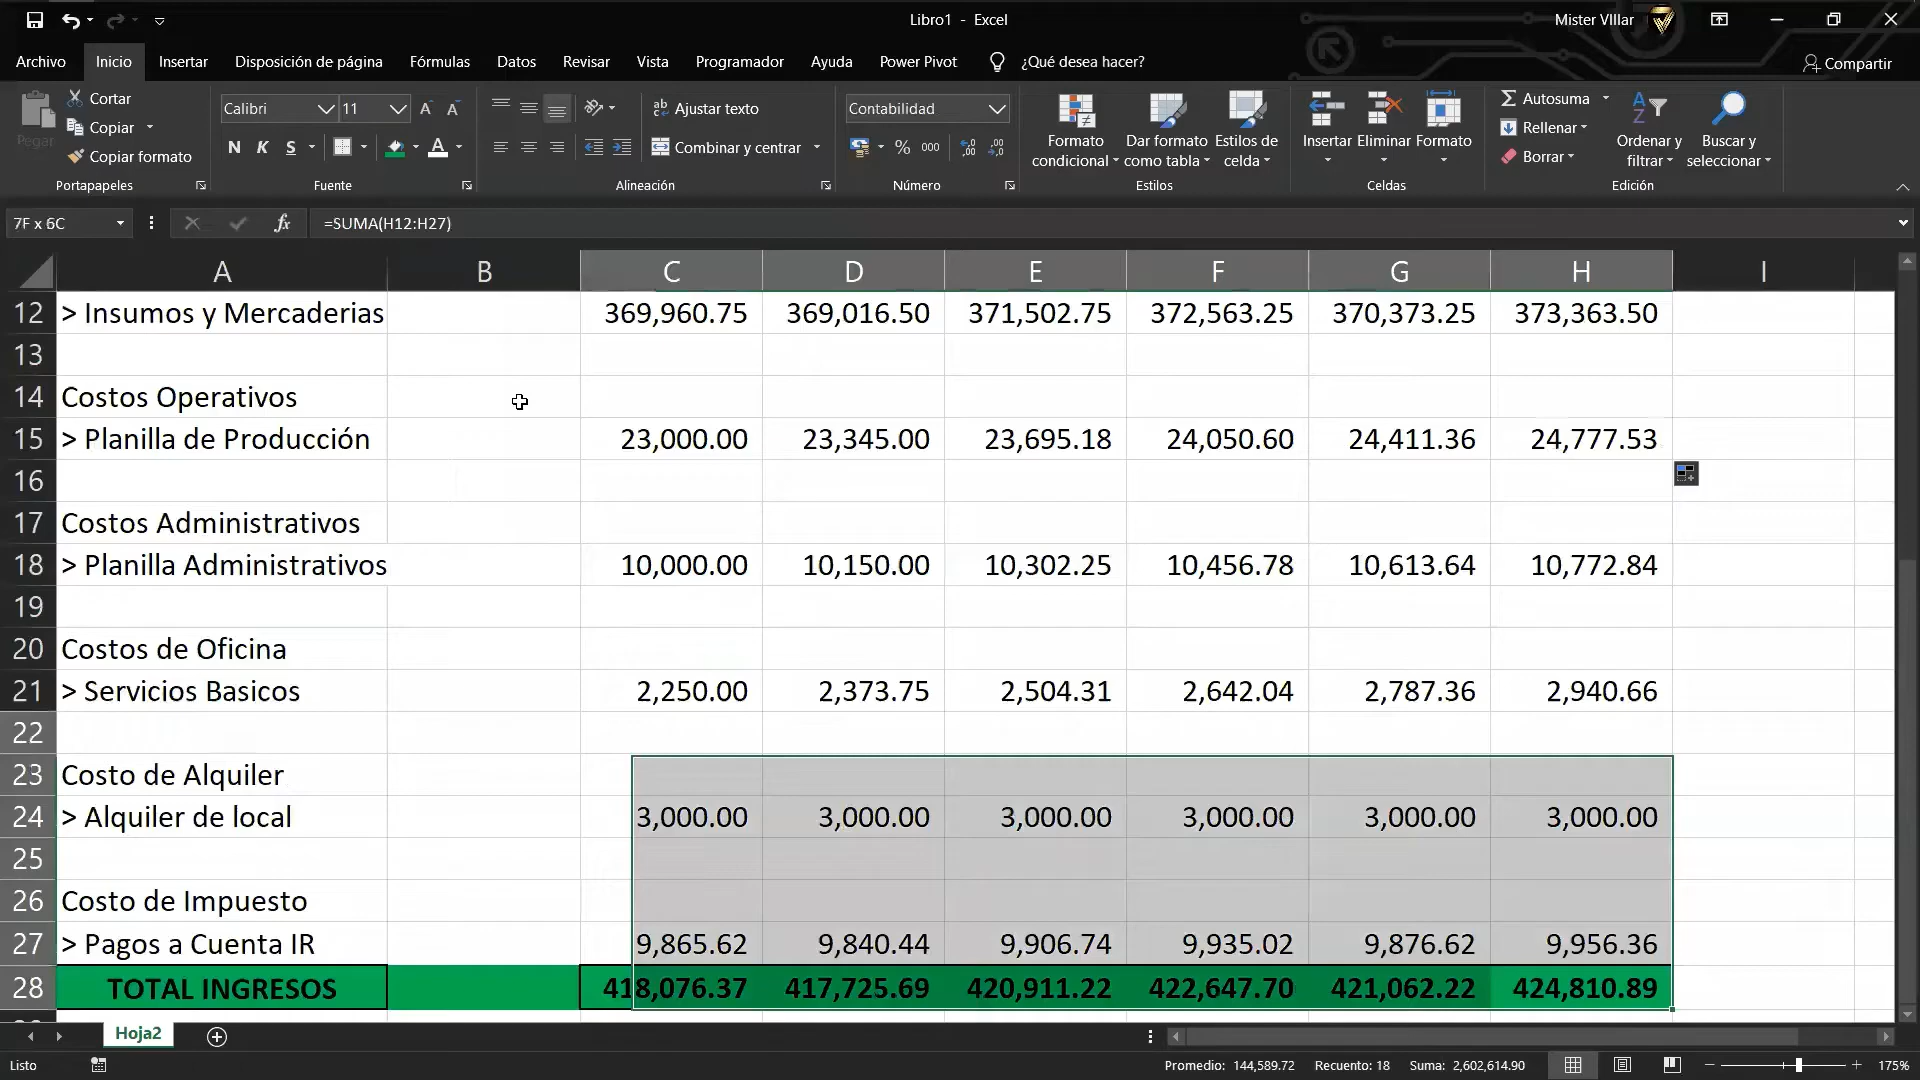 Libro1 - Excel
Mister VIllar
Archivo Inicio Insertar Disposición de página Fórmulas Datos Revisar Vista Programador Ayuda Power Pivot ¿Qué desea hacer? Compartir
Pegar
Cortar
Copiar
Copiar formato
Portapapeles
Calibri 11
N K S
Fuente
Ajustar texto
Combinar y centrar
Alineación
Contabilidad
% 000
Número
Formato condicional
Dar formato como tabla
Estilos de celda
Estilos
Insertar Eliminar Formato
Celdas
Autosuma
Rellenar
Borrar
Ordenar y filtrar
Buscar y seleccionar
Edición
7F x 6C fx =SUMA(H12:H27)
A B C D E F G H I
12 > Insumos y Mercaderias 369,960.75 369,016.50 371,502.75 372,563.25 370,373.25 373,363.50
13
14 Costos Operativos
15 > Planilla de Producción 23,000.00 23,345.00 23,695.18 24,050.60 24,411.36 24,777.53
16
17 Costos Administrativos
18 > Planilla Administrativos 10,000.00 10,150.00 10,302.25 10,456.78 10,613.64 10,772.84
19
20 Costos de Oficina
21 > Servicios Basicos 2,250.00 2,373.75 2,504.31 2,642.04 2,787.36 2,940.66
22
23 Costo de Alquiler
24 > Alquiler de local 3,000.00 3,000.00 3,000.00 3,000.00 3,000.00 3,000.00
25
26 Costo de Impuesto
27 > Pagos a Cuenta IR 9,865.62 9,840.44 9,906.74 9,935.02 9,876.62 9,956.36
28 TOTAL INGRESOS 418,076.37 417,725.69 420,911.22 422,647.70 421,062.22 424,810.89
Hoja2
Listo Promedio: 144,589.72 Recuento: 18 Suma: 2,602,614.90 175%